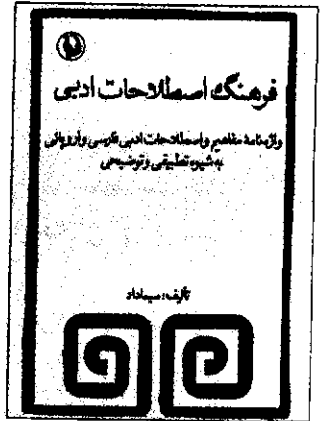 فرهنگ اصطلاحات ادبی
واژه‌نامهٔ مفاهیم و اصطلاحات ادبی فارسی و اروپائی
به شیوه تطبیقی و توضیحی
تألیف: سیما داد